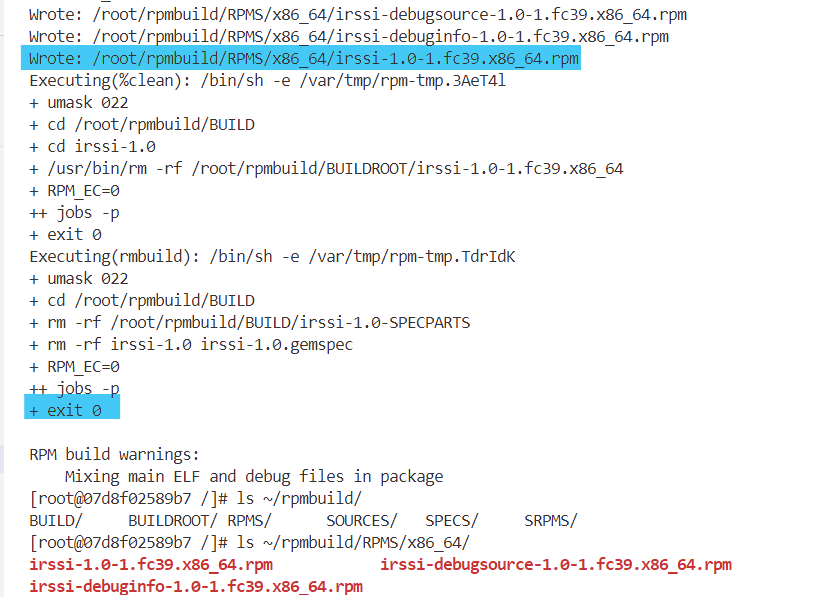 Wrote: /root/rpmbuild/RPMS/x86_64/irssi-debugsource-1.0-1.fc39.x86_64.rpm
Wrote: /root/rpmbuild/RPMS/x86_64/irssi-debuginfo-1.0-1.fc39.x86_64.rpm
Wrote: /root/rpmbuild/RPMS/x86_64/irssi-1.0-1.fc39.x86_64.rpm
Executing(%clean): /bin/sh -e /var/tmp/rpm-tmp.3AeT4l
+ umask 022
+ cd /root/rpmbuild/BUILD
+ cd irssi-1.0
+ /usr/bin/rm -rf /root/rpmbuild/BUILDROOT/irssi-1.0-1.fc39.x86_64
+ RPM_EC=0
++ jobs -p
+ exit 0
Executing(rmbuild): /bin/sh -e /var/tmp/rpm-tmp.TdrIdK
+ umask 022
+ cd /root/rpmbuild/BUILD
+ rm -rf /root/rpmbuild/BUILD/irssi-1.0-SPECPARTS
+ rm -rf irssi-1.0 irssi-1.0.gemspec
+ RPM_EC=0
++ jobs -p
+ exit 0
RPM build warnings:
Mixing main ELF and debug files in package
[root@07d8f02589b7 /]# ls ~/rpmbuild/
BUILD/ BUILDROOT/ RPMS/ SOURCES/ SPECS/ SRPMS/
[root@07d8f02589b7 /]# ls ~/rpmbuild/RPMS/x86_64/
irssi-1.0-1.fc39.x86_64.rpm irssi-debugsource-1.0-1.fc39.x86_64.rpm
irssi-debuginfo-1.0-1.fc39.x86_64.rpm